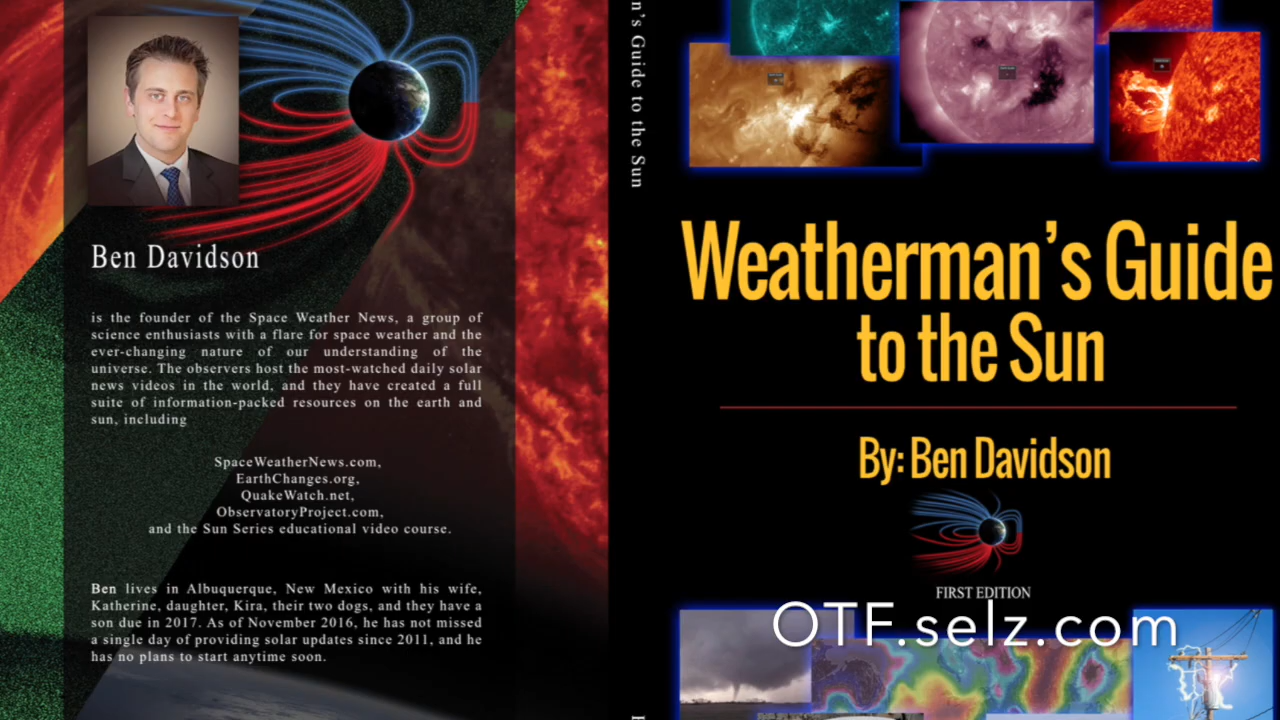 Ben Davidson
is the founder of the Space Weather News, a group of
science enthusiasts with a flare for space weather and the
ever-changing nature of our understanding of the
universe. The observers host the most-watched daily solar
news videos in the world, and they have created a full
suite of information-packed resources on the earth and
sun, including
SpaceWeatherNews.com,
EarthChanges.org,
QuakeWatch.net,
ObservatoryProject.com,
and the Sun Series educational video course.
Ben lives in Albuquerque, New Mexico with his wife,
Katherine, daughter, Kira, their two dogs, and they have a
son due in 2017. As of November 2016, he has not missed
a single day of providing solar updates since 2011, and he
has no plans to start anytime soon.
n's Guide to the Sun
Weatherman's Guide
to the Sun
By: Ben Davidson
FIRST EDITION
OTF.selz.com